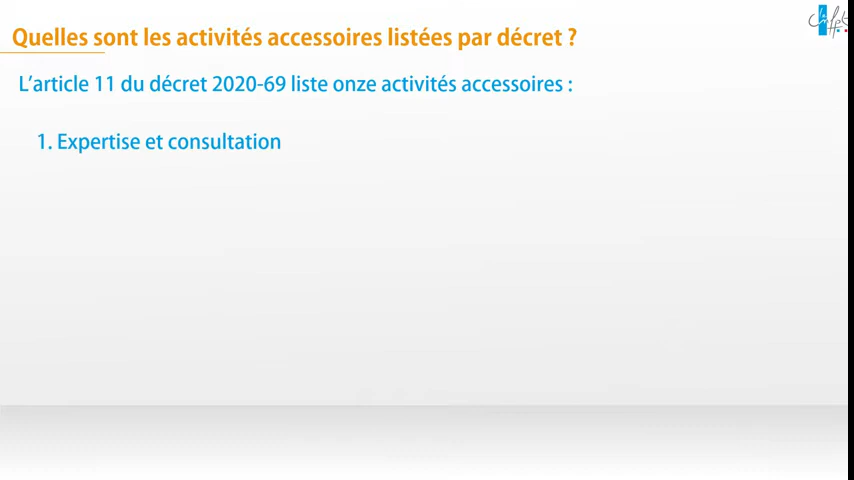 Quelles sont les activités accessoires listées par décret ?
L’article 11 du décret 2020-69 liste onze activités accessoires :
1. Expertise et consultation